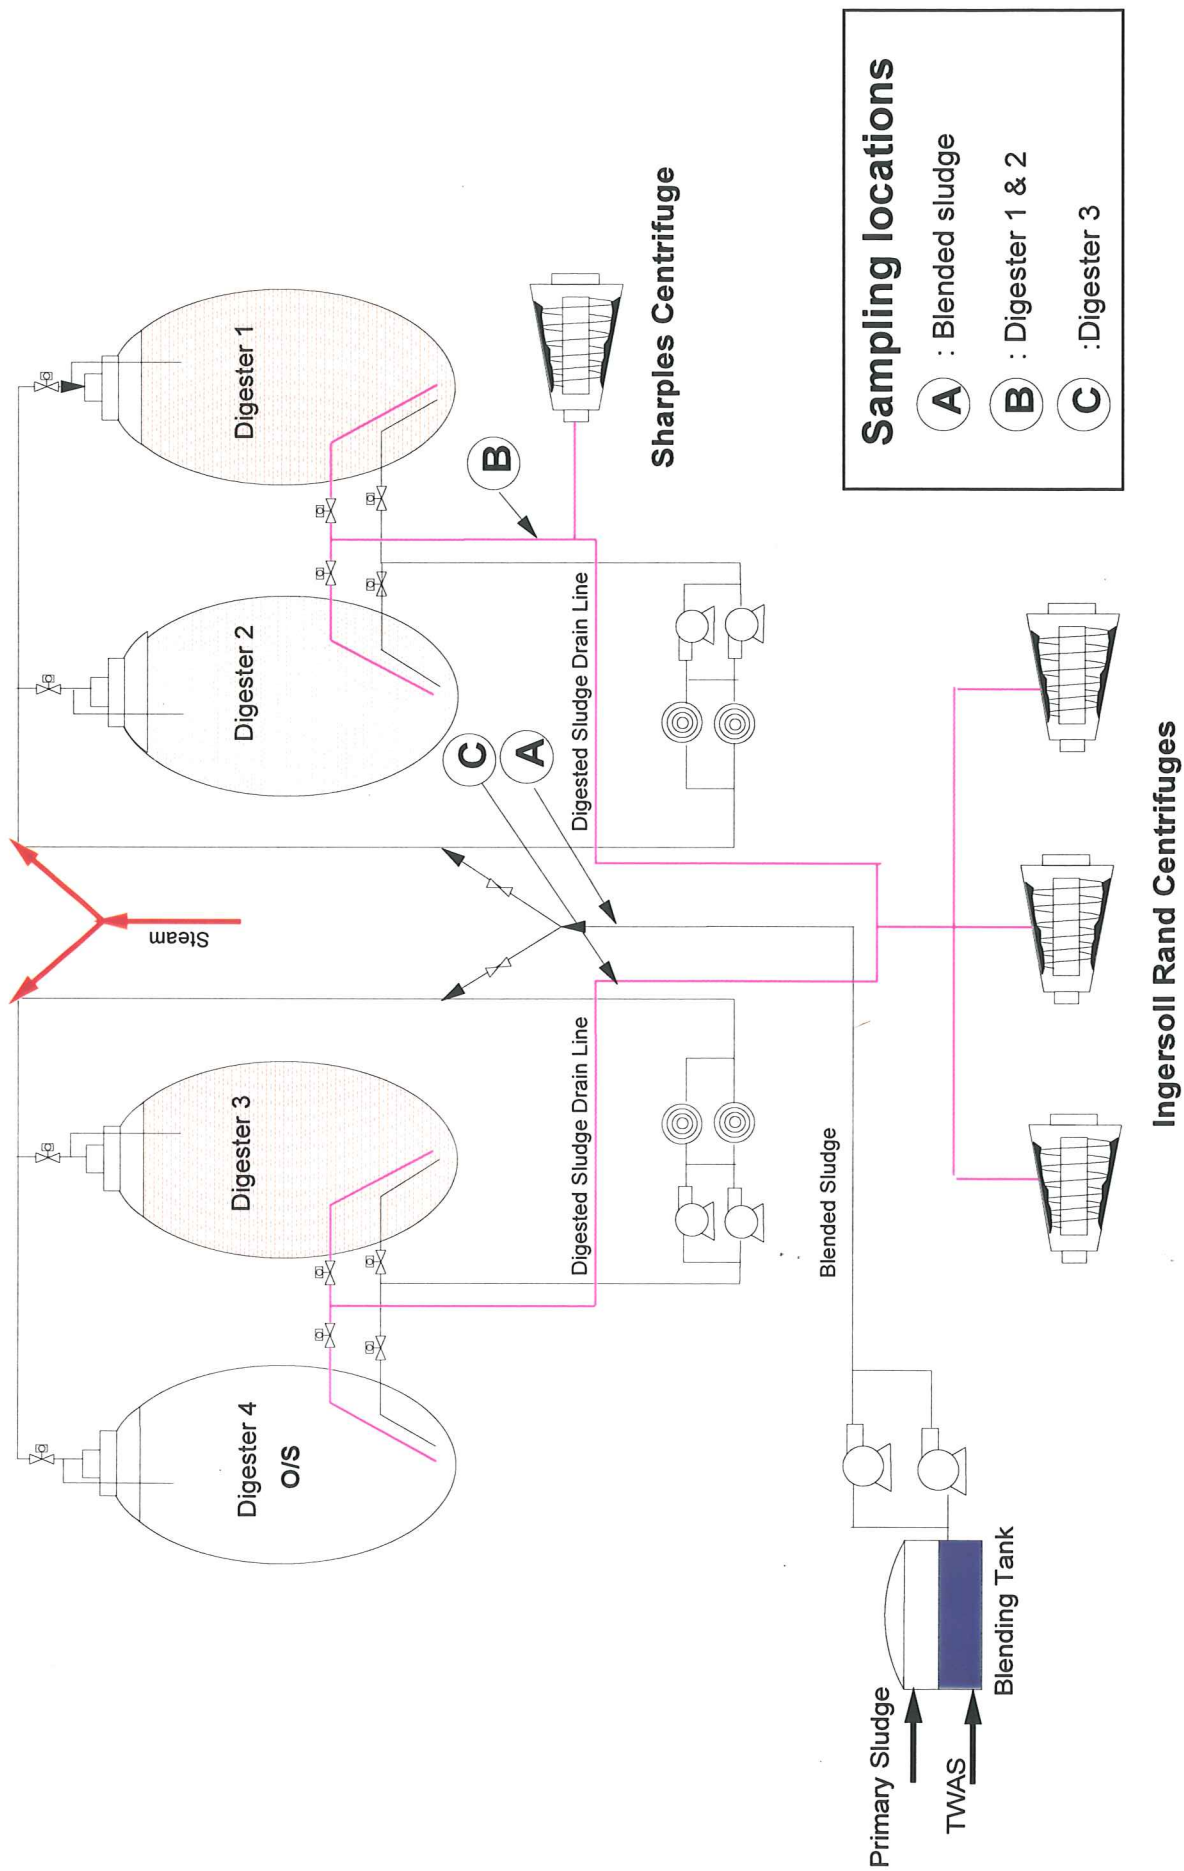 Steam
Digester 4
O/S
Digester 3
Digester 2
Digester 1
C
A
B
Digested Sludge Drain Line
Digested Sludge Drain Line
Sharples Centrifuge
Blended Sludge
Primary Sludge
TWAS
Blending Tank
Ingersoll Rand Centrifuges
Sampling locations
A : Blended sludge
B : Digester 1 & 2
C :Digester 3